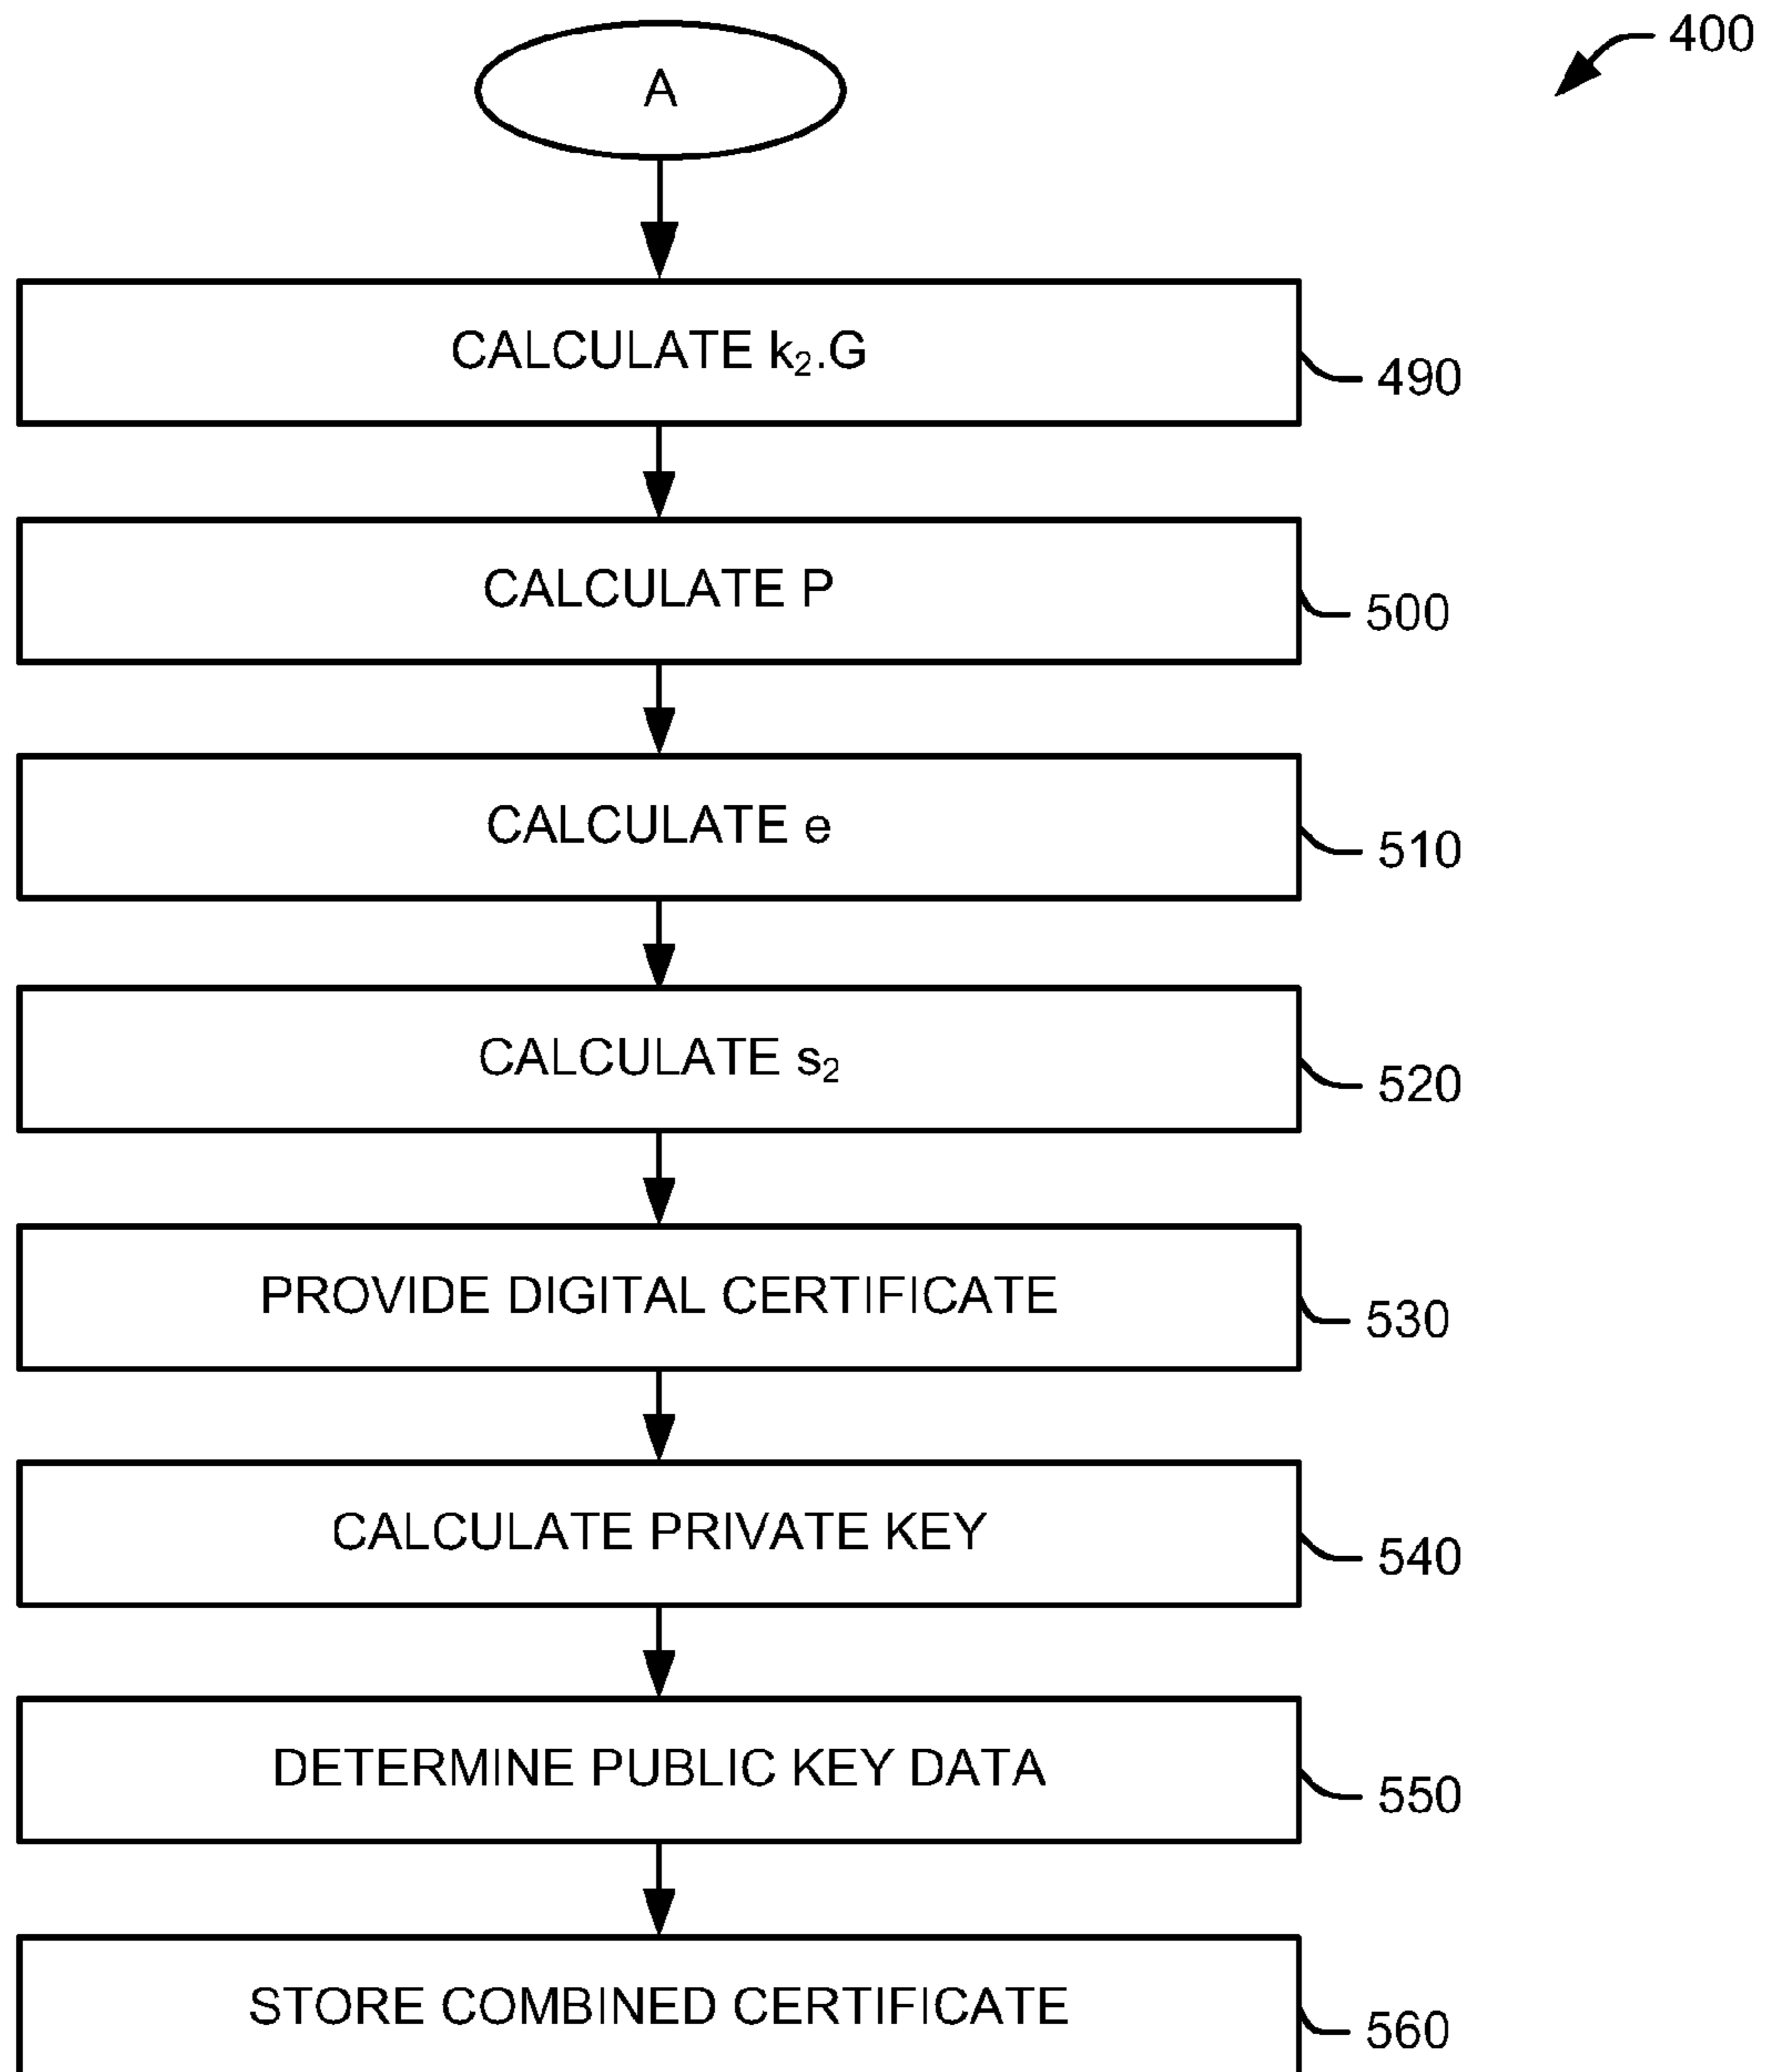 400
A
CALCULATE k₂.G
490
CALCULATE P
500
CALCULATE e
510
CALCULATE s₂
520
PROVIDE DIGITAL CERTIFICATE
530
CALCULATE PRIVATE KEY
540
DETERMINE PUBLIC KEY DATA
550
STORE COMBINED CERTIFICATE
560